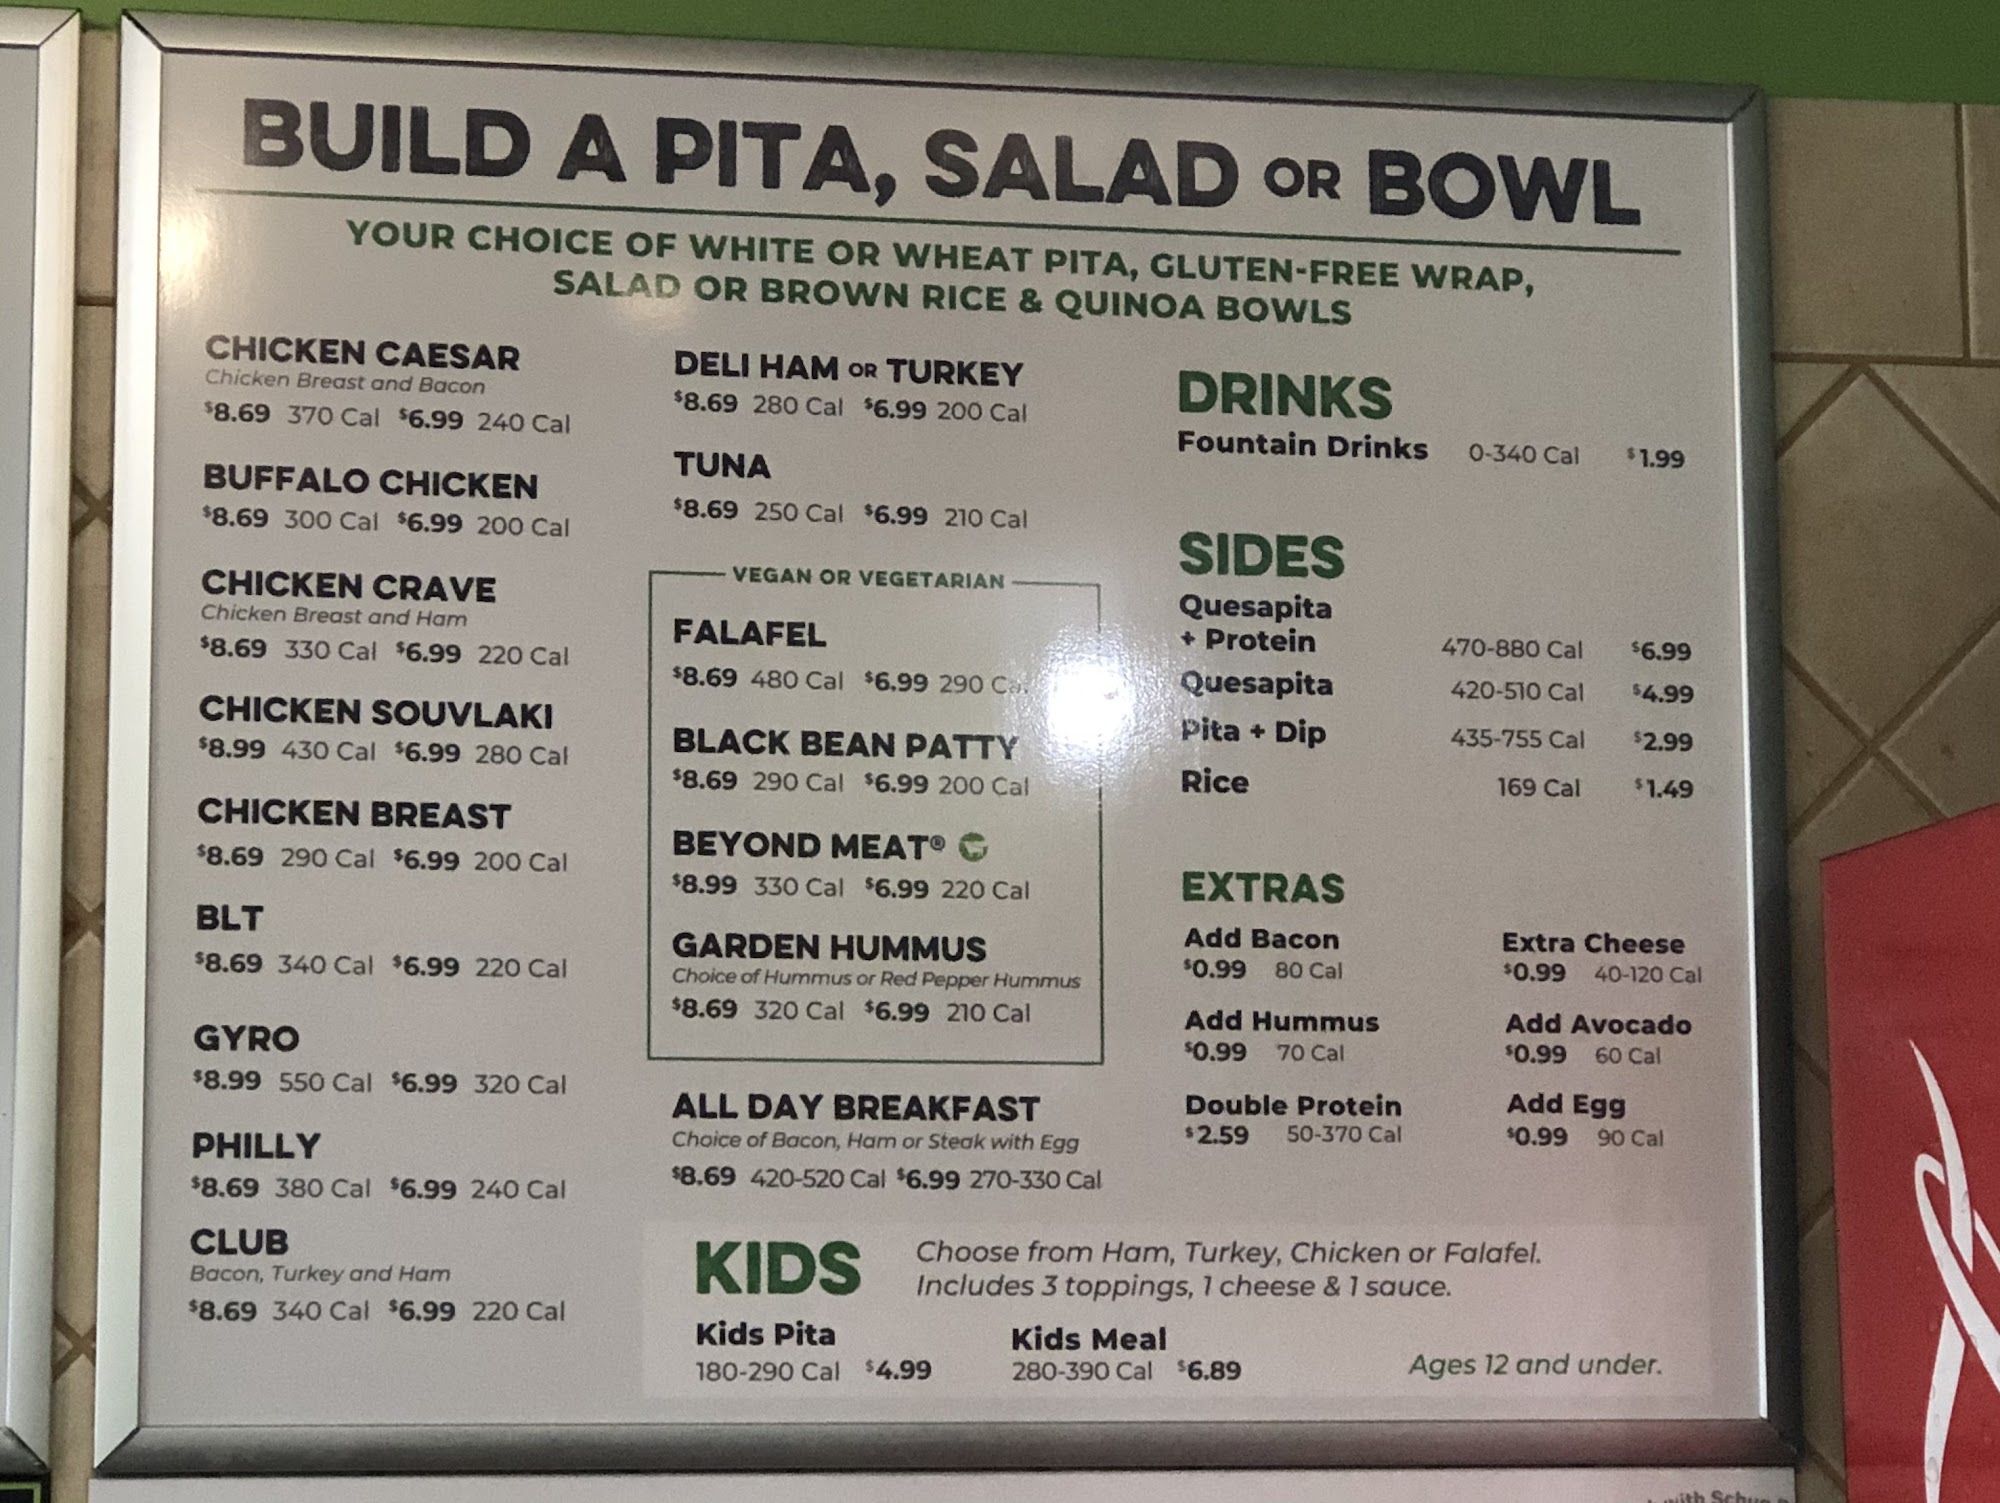 BUILD A PITA, SALAD OR BOWL
YOUR CHOICE OF WHITE OR WHEAT PITA, GLUTEN-FREE WRAP,
SALAD OR BROWN RICE & QUINOA BOWLS
CHICKEN CAESAR
Chicken Breast and Bacon
$8.69 370 Cal $6.99 240 Cal
BUFFALO CHICKEN
$8.69 300 Cal $6.99 200 Cal
CHICKEN CRAVE
Chicken Breast and Ham
$8.69 330 Cal $6.99 220 Cal
CHICKEN SOUVLAKI
$8.99 430 Cal $6.99 280 Cal
CHICKEN BREAST
$8.69 290 Cal $6.99 200 Cal
BLT
$8.69 340 Cal $6.99 220 Cal
GYRO
$8.99 550 Cal $6.99 320 Cal
PHILLY
$8.69 380 Cal $6.99 240 Cal
CLUB
Bacon, Turkey and Ham
$8.69 340 Cal $6.99 220 Cal
DELI HAM OR TURKEY
$8.69 280 Cal $6.99 200 Cal
TUNA
$8.69 250 Cal $6.99 210 Cal
VEGAN OR VEGETARIAN
FALAFEL
$8.69 480 Cal $6.99 290 Cal
BLACK BEAN PATTY
$8.69 290 Cal $6.99 200 Cal
BEYOND MEAT®
$8.99 330 Cal $6.99 220 Cal
GARDEN HUMMUS
Choice of Hummus or Red Pepper Hummus
$8.69 320 Cal $6.99 210 Cal
ALL DAY BREAKFAST
Choice of Bacon, Ham or Steak with Egg
$8.69 420-520 Cal $6.99 270-330 Cal
DRINKS
Fountain Drinks 0-340 Cal $1.99
SIDES
Quesapita
+ Protein 470-880 Cal $6.99
Quesapita 420-510 Cal $4.99
Pita + Dip 435-755 Cal $2.99
Rice 169 Cal $1.49
EXTRAS
Add Bacon
$0.99 80 Cal
Extra Cheese
$0.99 40-120 Cal
Add Hummus
$0.99 70 Cal
Add Avocado
$0.99 60 Cal
Double Protein
$2.59 50-370 Cal
Add Egg
$0.99 90 Cal
KIDS
Choose from Ham, Turkey, Chicken or Falafel.
Includes 3 toppings, 1 cheese & 1 sauce.
Kids Pita
180-290 Cal $4.99
Kids Meal
280-390 Cal $6.89
Ages 12 and under.